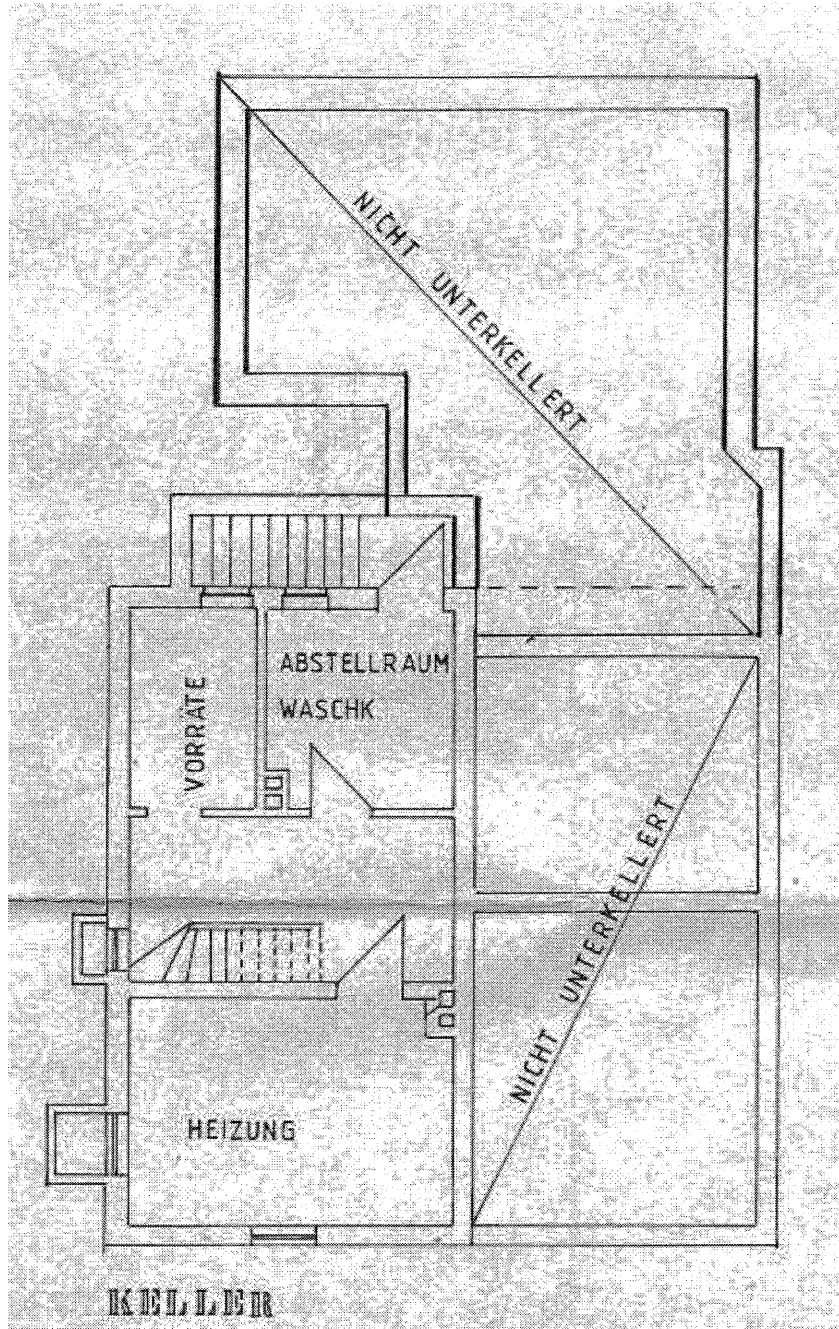 NICHT UNTERKELLERT
ABSTELLRAUM
WASCHK
VORRÄTE
NICHT UNTERKELLERT
HEIZUNG
KELLER